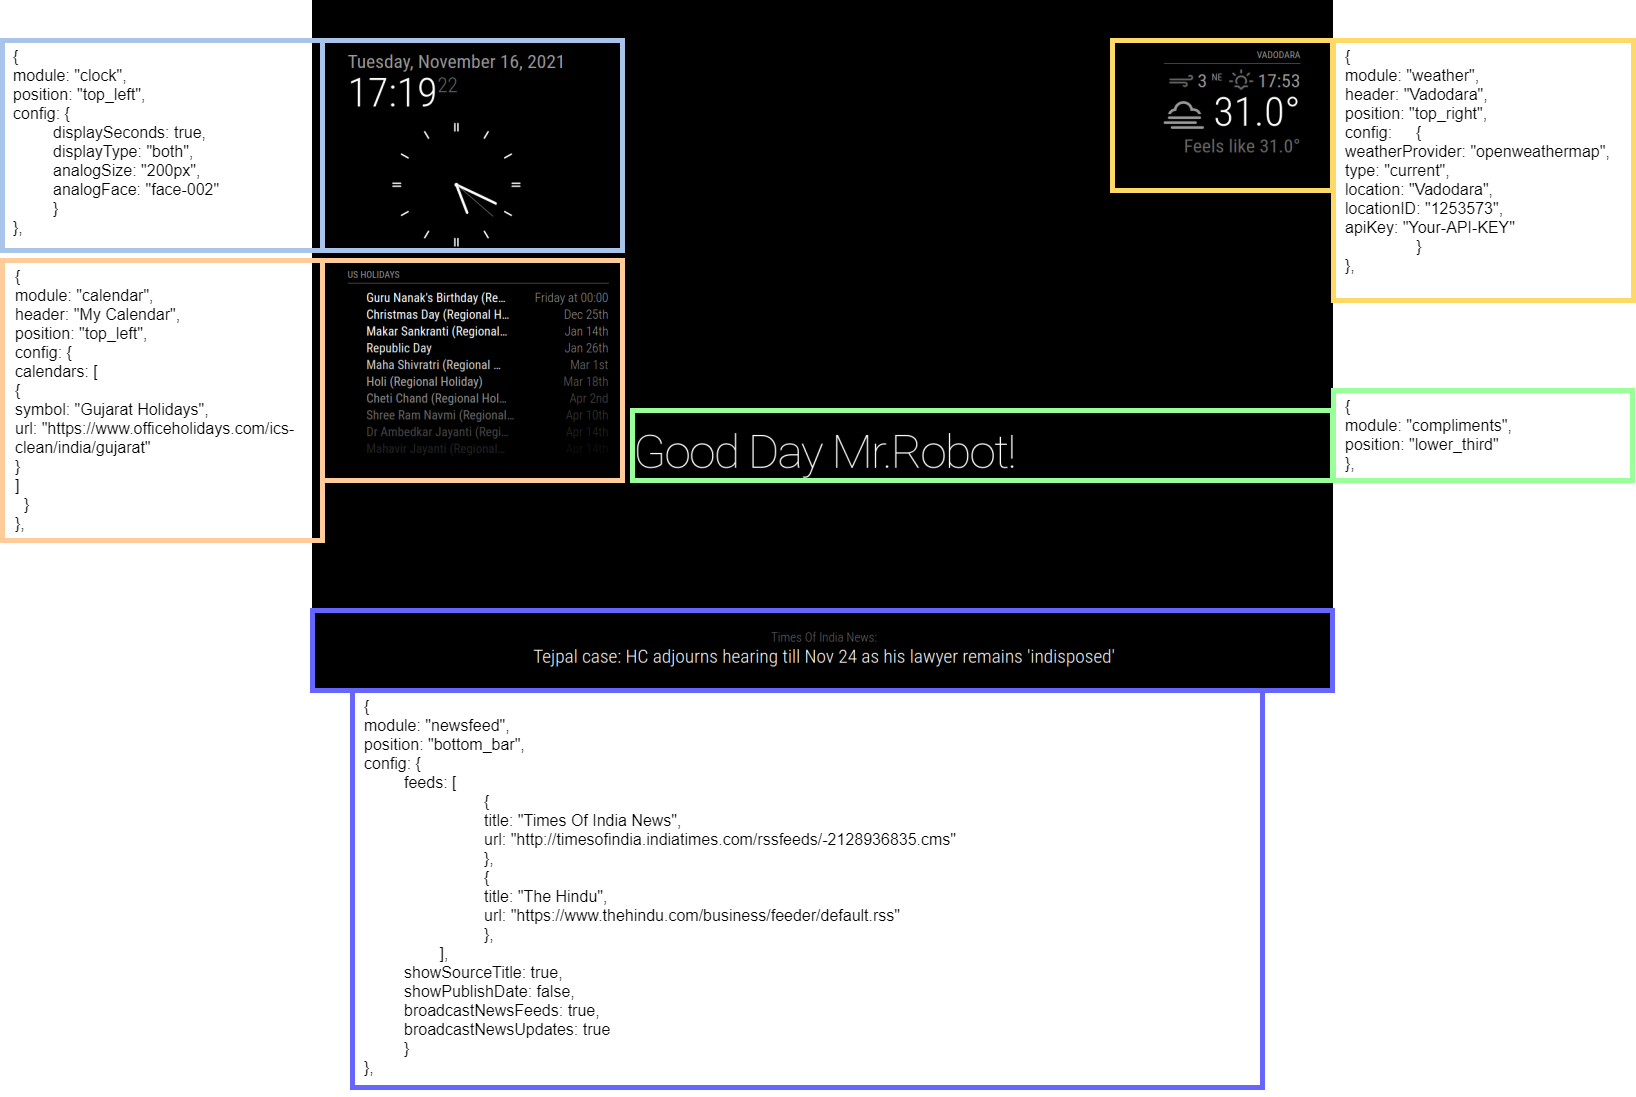 {
module: "clock",
position: "top_left",
config: {
displaySeconds: true,
displayType: "both",
analogSize: "200px",
analogFace: "face-002"
}
},
Tuesday, November 16, 2021
17:19 22
VADODARA
3 NE 17:53
31.0°
Feels like 31.0°
{
module: "weather",
header: "Vadodara",
position: "top_right",
config: {
weatherProvider: "openweathermap",
type: "current",
location: "Vadodara",
locationID: "1253573",
apiKey: "Your-API-KEY"
}
},
{
module: "calendar",
header: "My Calendar",
position: "top_left",
config: {
calendars: [
{
symbol: "Gujarat Holidays",
url: "https://www.officeholidays.com/ics-
clean/india/gujarat"
}
]
}
},
US HOLIDAYS
Guru Nanak's Birthday (Re... Friday at 00:00
Christmas Day (Regional H... Dec 25th
Makar Sankranti (Regional... Jan 14th
Republic Day Jan 26th
Maha Shivratri (Regional ... Mar 1st
Holi (Regional Holiday) Mar 18th
Cheti Chand (Regional Hol... Apr 2nd
Shree Ram Navmi (Regional... Apr 10th
Dr Ambedkar Jayanti (Regi... Apr 14th
Mahavir Jayanti (Regional... Apr 14th
Good Day Mr.Robot!
{
module: "compliments",
position: "lower_third"
},
Times Of India News:
Tejpal case: HC adjourns hearing till Nov 24 as his lawyer remains 'indisposed'
{
module: "newsfeed",
position: "bottom_bar",
config: {
feeds: [
{
title: "Times Of India News",
url: "http://timesofindia.indiatimes.com/rssfeeds/-2128936835.cms"
},
{
title: "The Hindu",
url: "https://www.thehindu.com/business/feeder/default.rss"
},
],
showSourceTitle: true,
showPublishDate: false,
broadcastNewsFeeds: true,
broadcastNewsUpdates: true
}
},